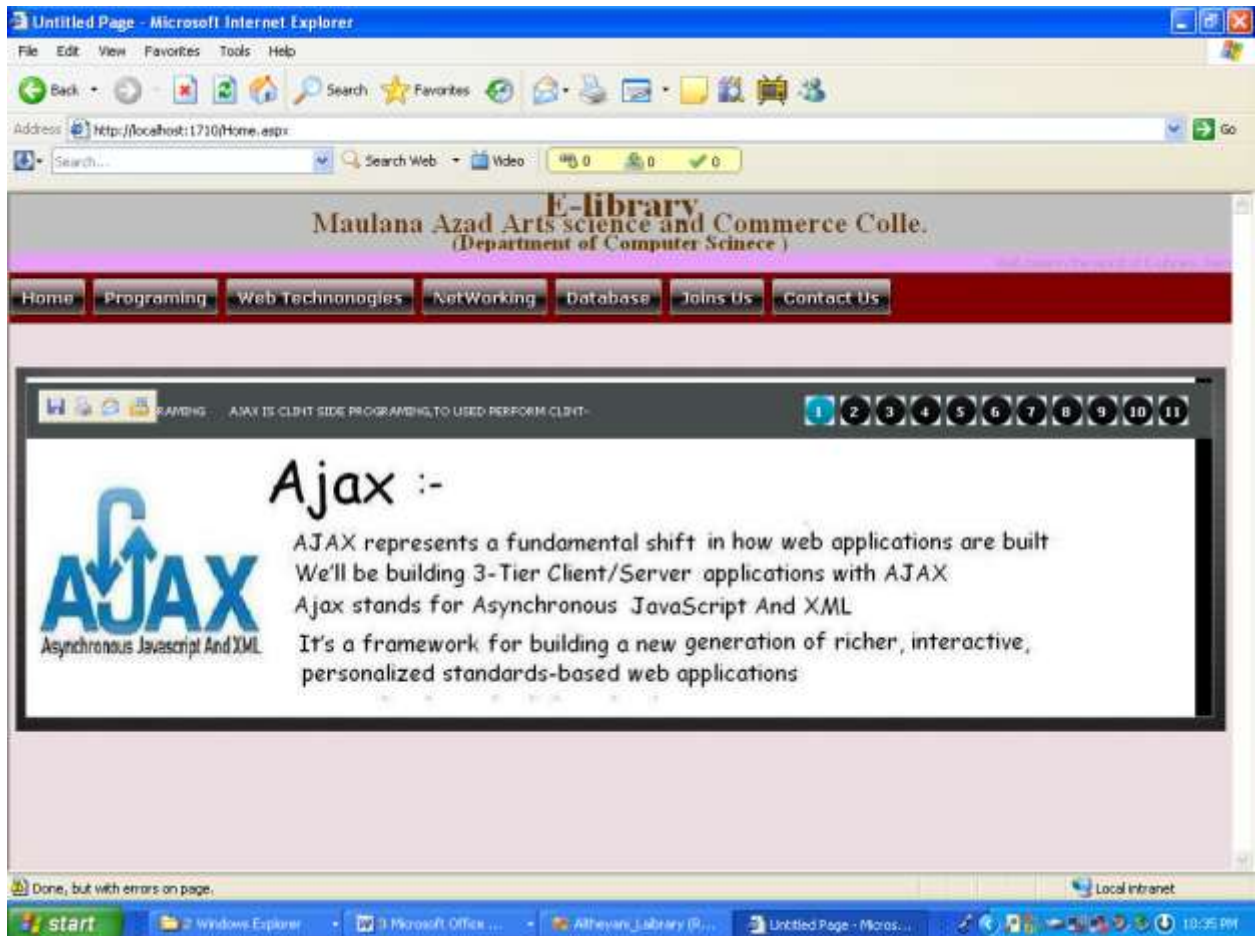 Untitled Page - Microsoft Internet Explorer
File Edit View Favorites Tools Help
Back Search Favorites
Address http://localhost:1710/Home.aspx Go
Search... Search Web Video 0 0 0
E-library
Maulana Azad Arts science and Commerce Colle.
(Department of Computer Scinece )
Home Programing Web Technonogies NetWorking Database Joins Us Contact Us
RAMING AJAX IS CLINT SIDE PROGRAMING,TO USED PERFORM CLINT- 1 2 3 4 5 6 7 8 9 10 11
Ajax :-
AJAX represents a fundamental shift in how web applications are built
We'll be building 3-Tier Client/Server applications with AJAX
Ajax stands for Asynchronous JavaScript And XML
It's a framework for building a new generation of richer, interactive,
personalized standards-based web applications
AJAX
Asynchronous Javascript And XML
Done, but with errors on page. Local intranet
start 2 Windows Explorer 3 Microsoft Office ... Untitled Page - Micros... 10:35 PM